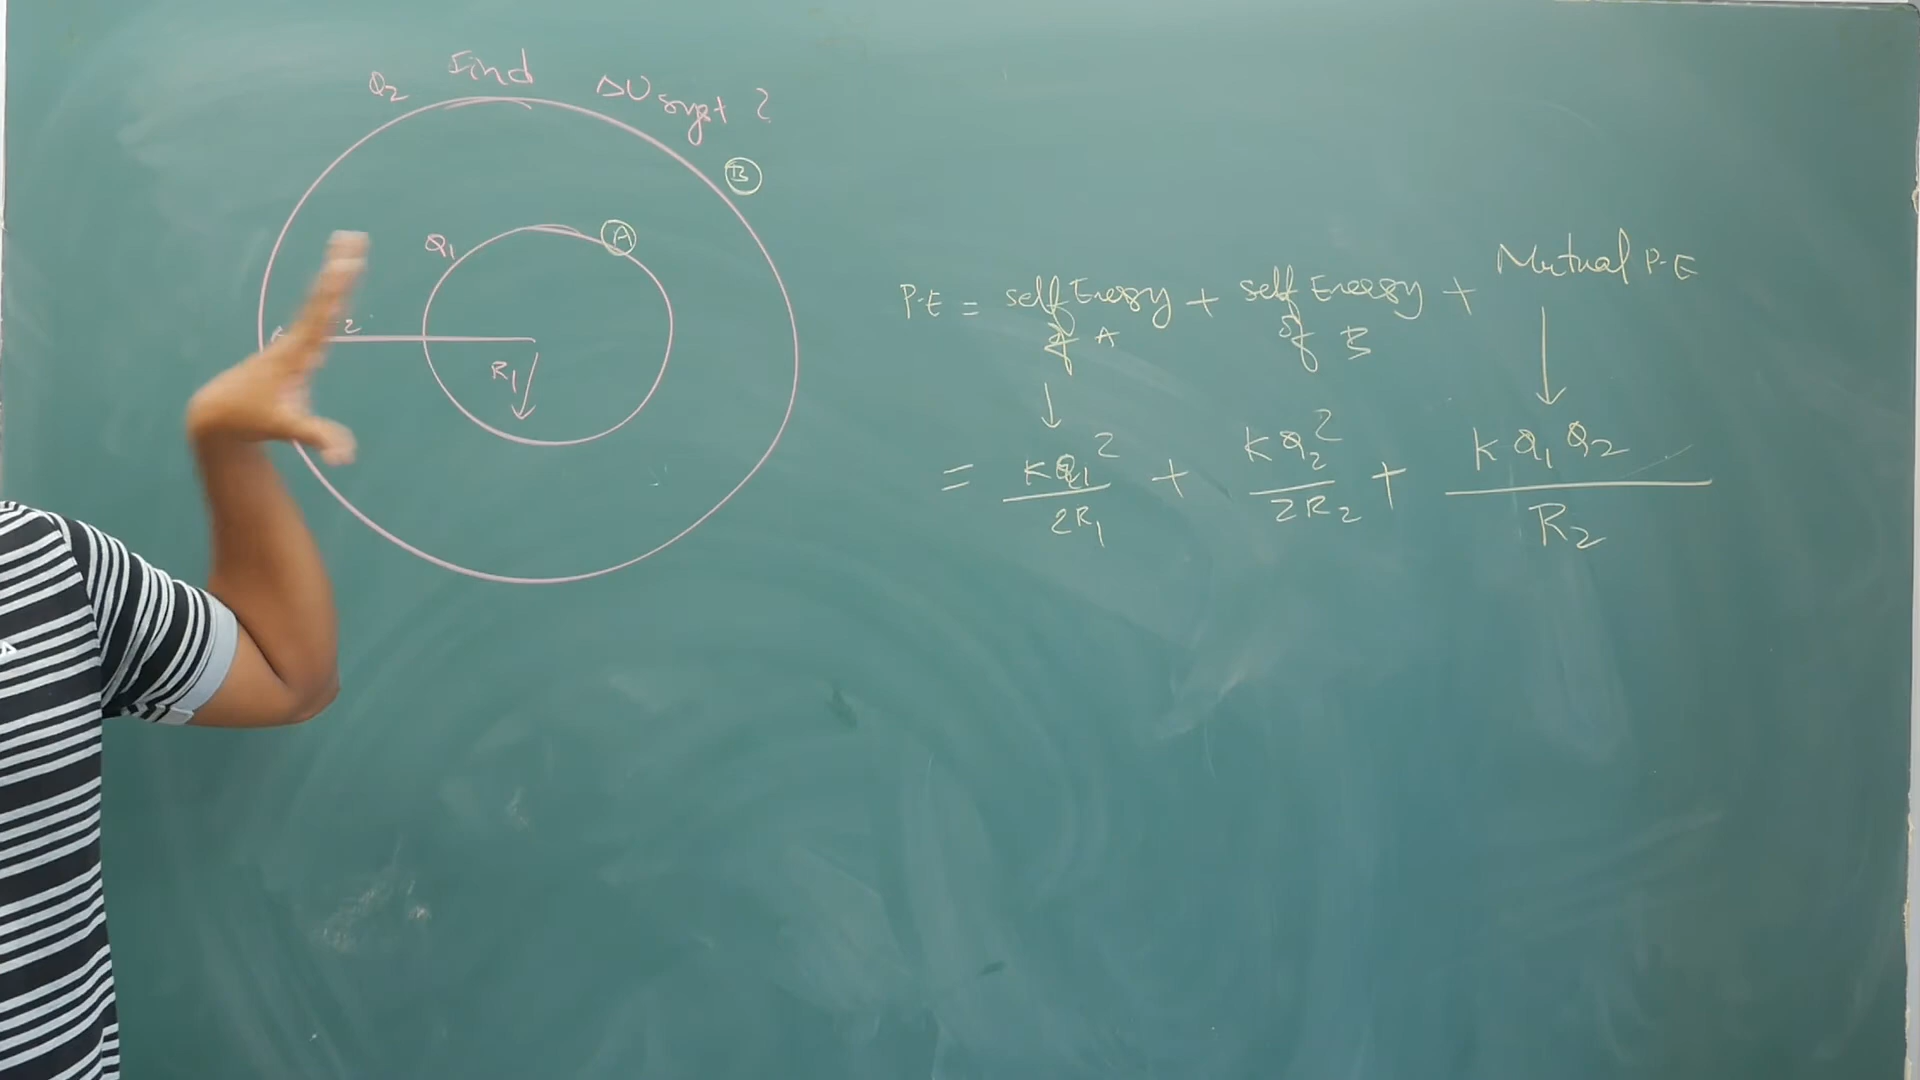 Q₂ Find ΔU syst ?
B
A
Q₁
R₁
P.E = self Energy of A + self Energy of B + Mutual P.E
= KQ₁²/2R₁ + KQ₂²/2R₂ + KQ₁Q₂/R₂